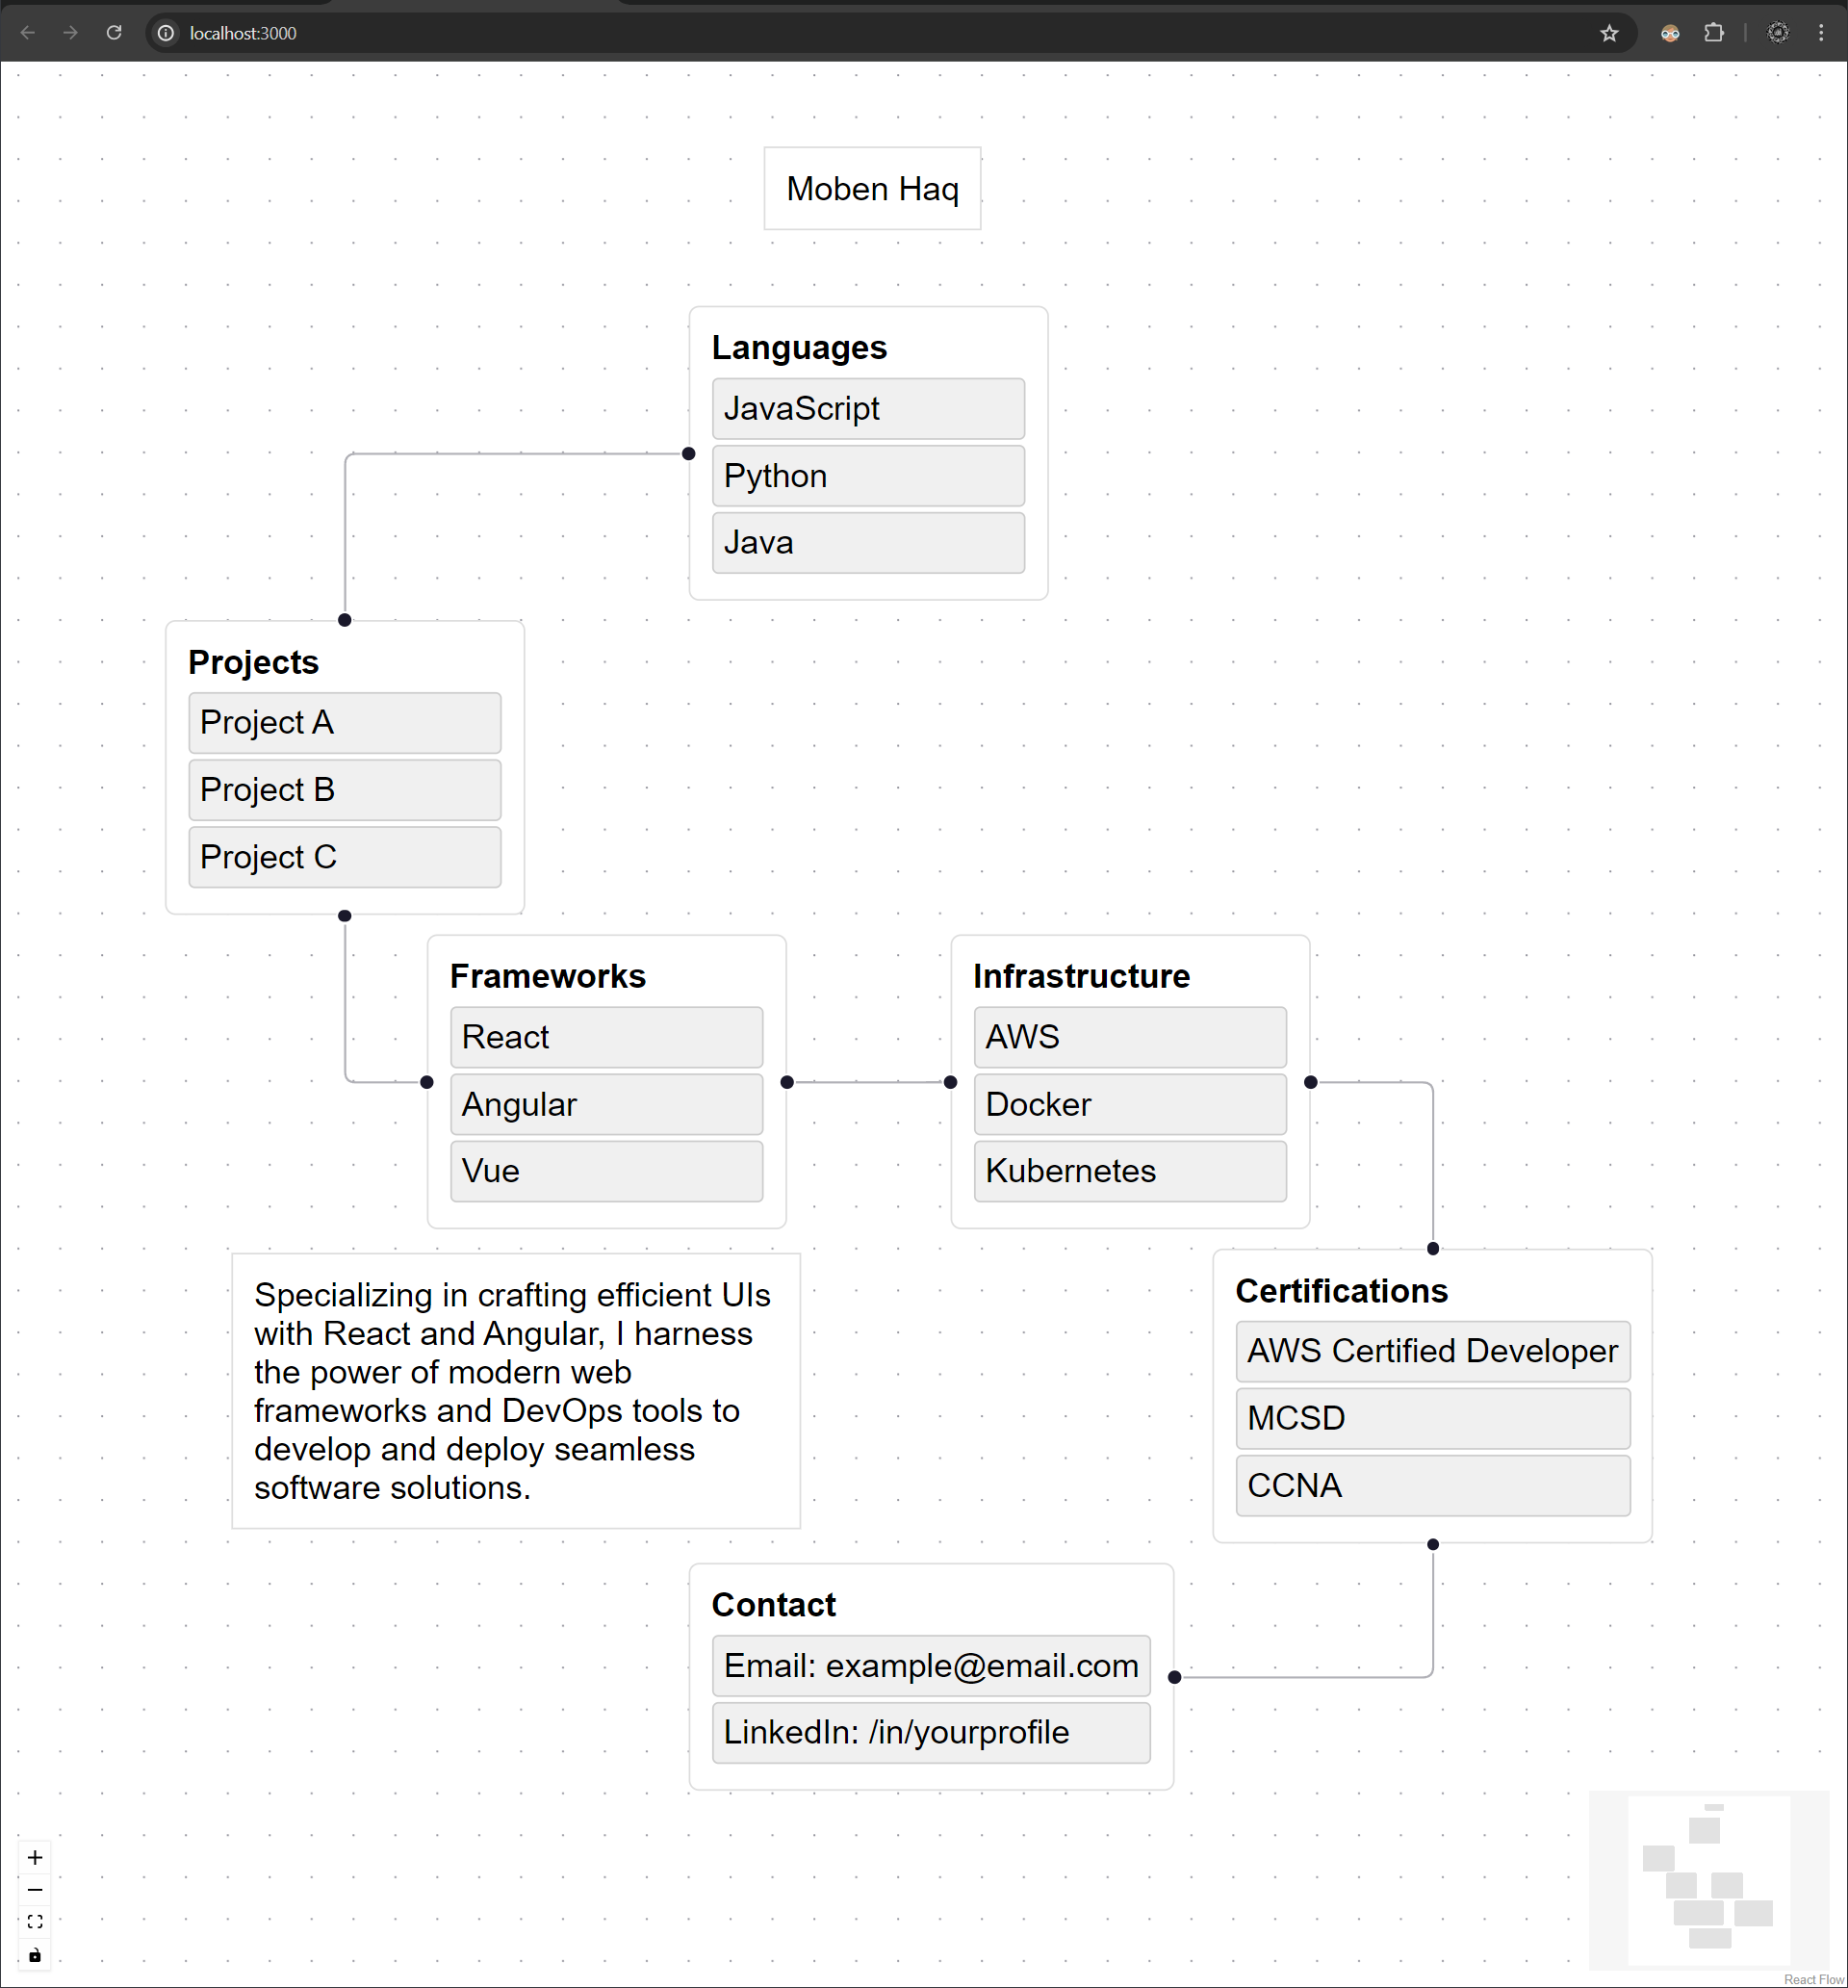 localhost:3000
Moben Haq
Languages
JavaScript
Python
Java
Projects
Project A
Project B
Project C
Frameworks
React
Angular
Vue
Infrastructure
AWS
Docker
Kubernetes
Specializing in crafting efficient UIs
with React and Angular, I harness
the power of modern web
frameworks and DevOps tools to
develop and deploy seamless
software solutions.
Certifications
AWS Certified Developer
MCSD
CCNA
Contact
Email: example@email.com
LinkedIn: /in/yourprofile
React Flow